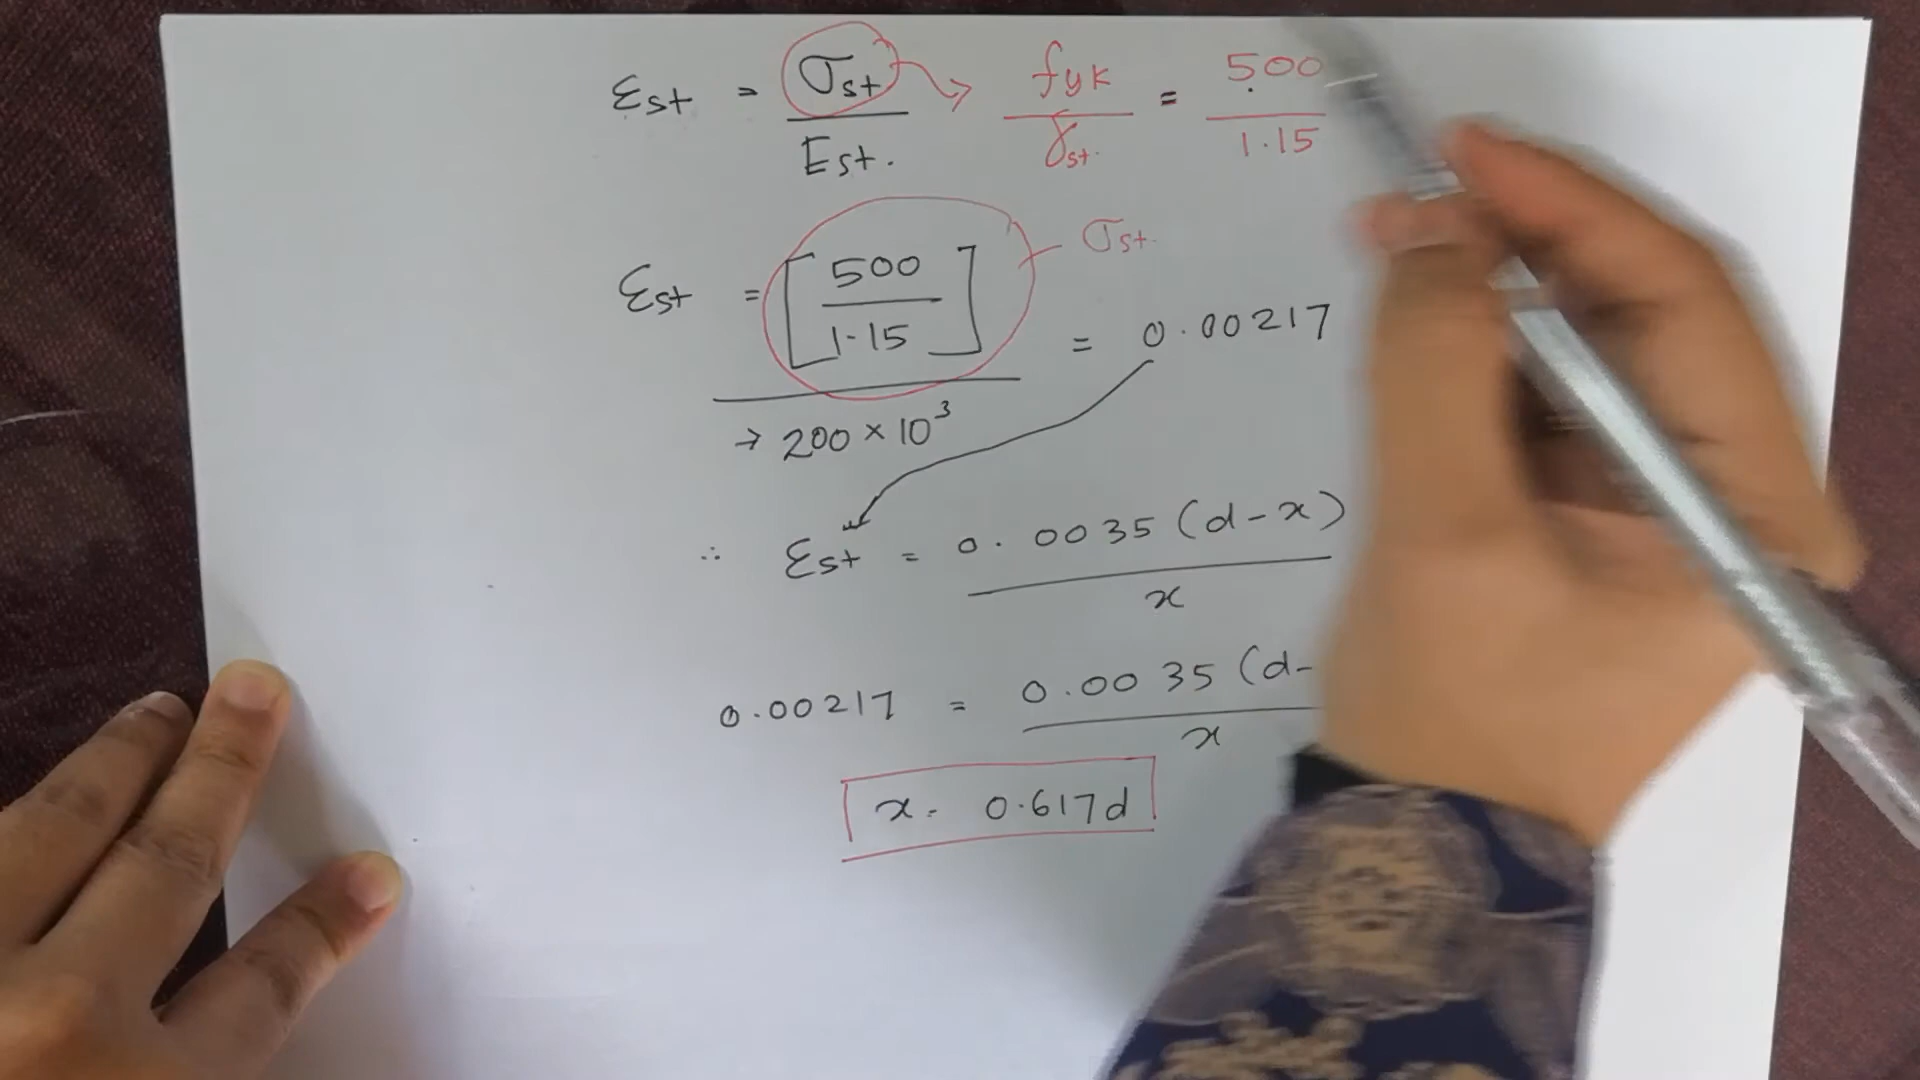 εst = σst / Est. → fyk / γst. = 500 / 1.15
εst = [500 / 1.15] / → 200 × 10³ = 0.00217
σst.
∴ εst = 0.0035 (d - x) / x
0.00217 = 0.0035 (d- / x
x = 0.617d